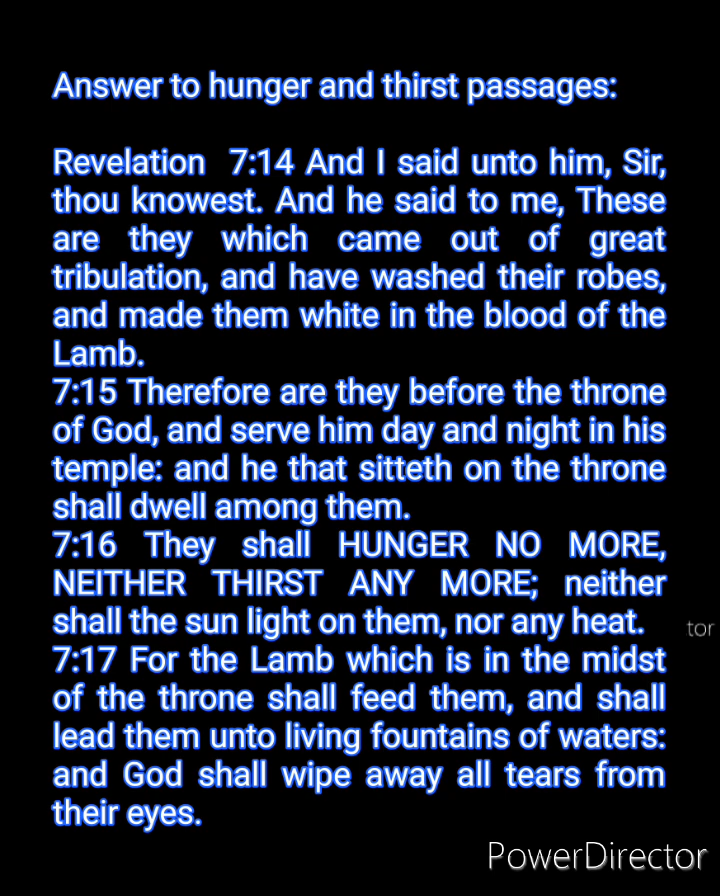 Answer to hunger and thirst passages:
Revelation 7:14 And I said unto him, Sir,
thou knowest. And he said to me, These
are they which came out of great
tribulation, and have washed their robes,
and made them white in the blood of the
Lamb.
7:15 Therefore are they before the throne
of God, and serve him day and night in his
temple: and he that sitteth on the throne
shall dwell among them.
7:16 They shall HUNGER NO MORE,
NEITHER THIRST ANY MORE; neither
shall the sun light on them, nor any heat.
tor
7:17 For the Lamb which is in the midst
of the throne shall feed them, and shall
lead them unto living fountains of waters:
and God shall wipe away all tears from
their eyes.
PowerDirector